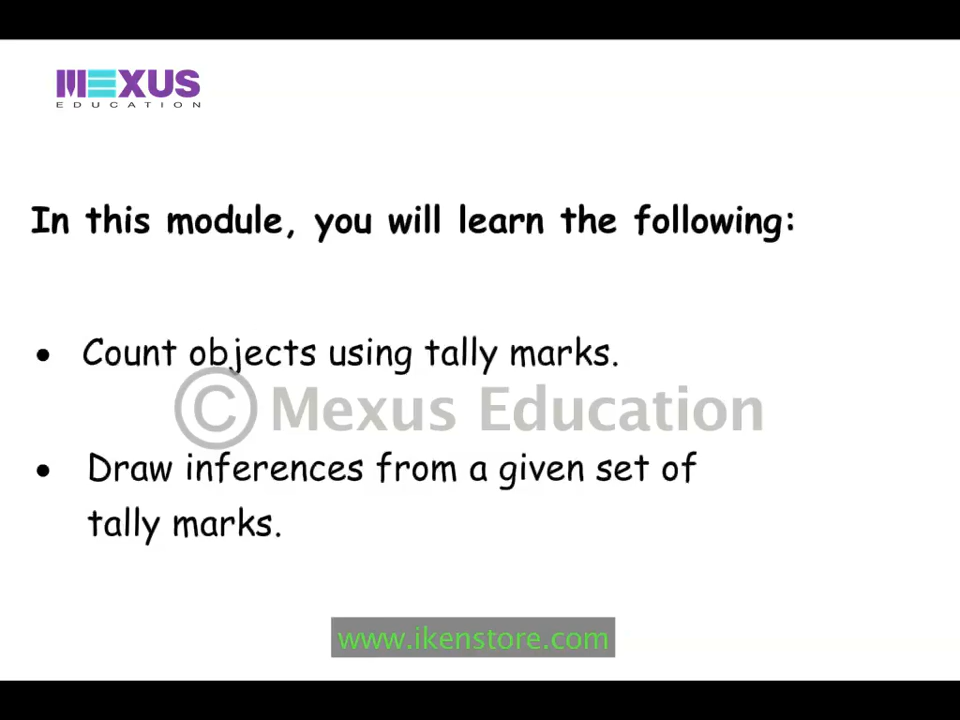 MEXUS
EDUCATION
In this module, you will learn the following:
• Count objects using tally marks.
© Mexus Education
• Draw inferences from a given set of
tally marks.
www.ikenstore.com